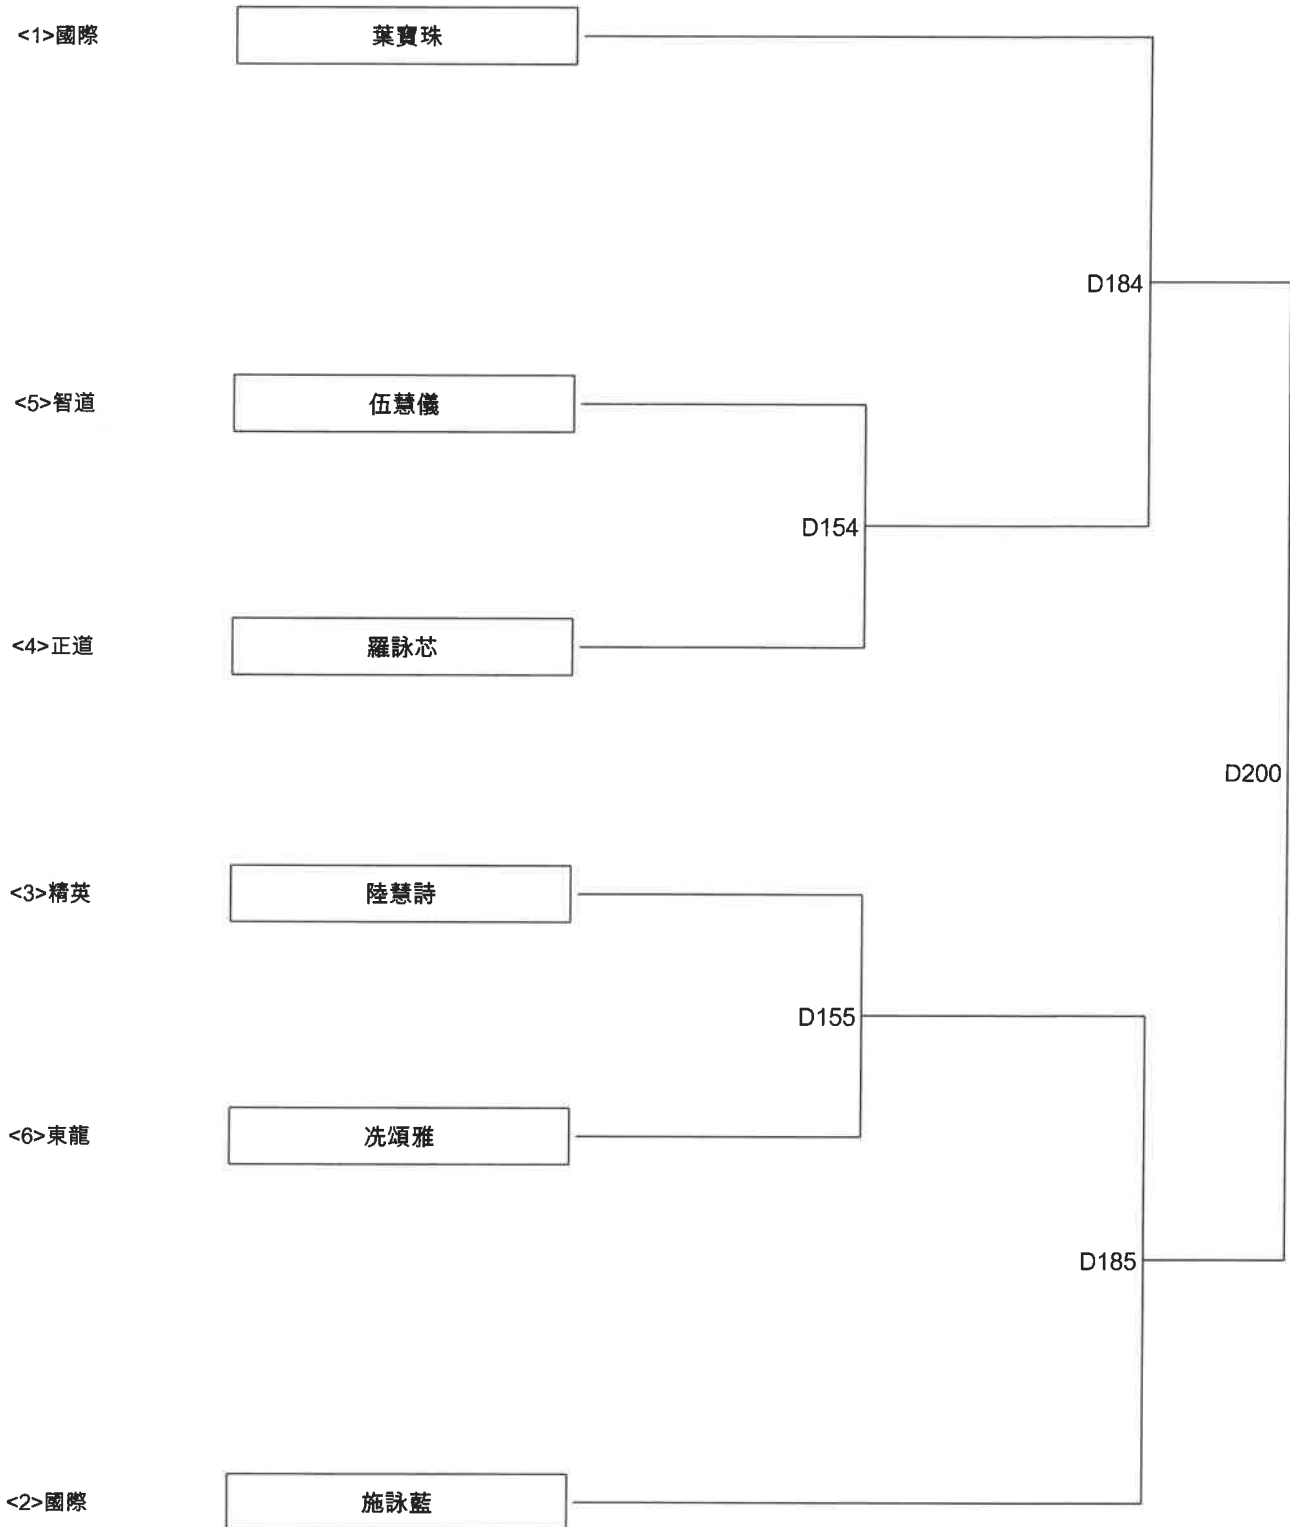 <1>國際 葉寶珠
D184
<5>智道 伍慧儀
D154
<4>正道 羅詠芯
D200
<3>精英 陸慧詩
D155
<6>東龍 冼頌雅
D185
<2>國際 施詠藍